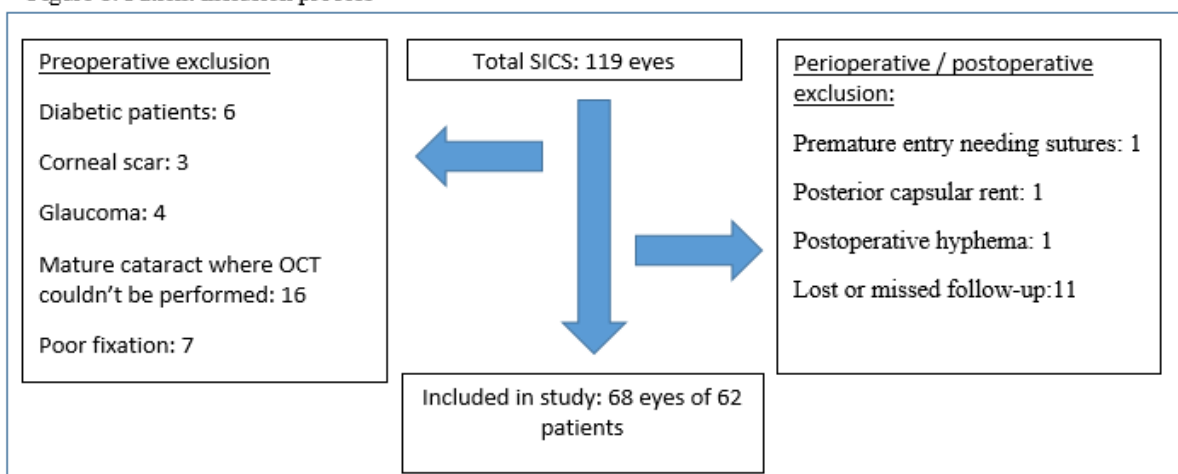 Preoperative exclusion
Diabetic patients: 6
Corneal scar: 3
Glaucoma: 4
Mature cataract where OCT
couldn't be performed: 16
Poor fixation: 7
Total SICS: 119 eyes
Perioperative / postoperative
exclusion:
Premature entry needing sutures: 1
Posterior capsular rent: 1
Postoperative hyphema: 1
Lost or missed follow-up:11
Included in study: 68 eyes of 62
patients